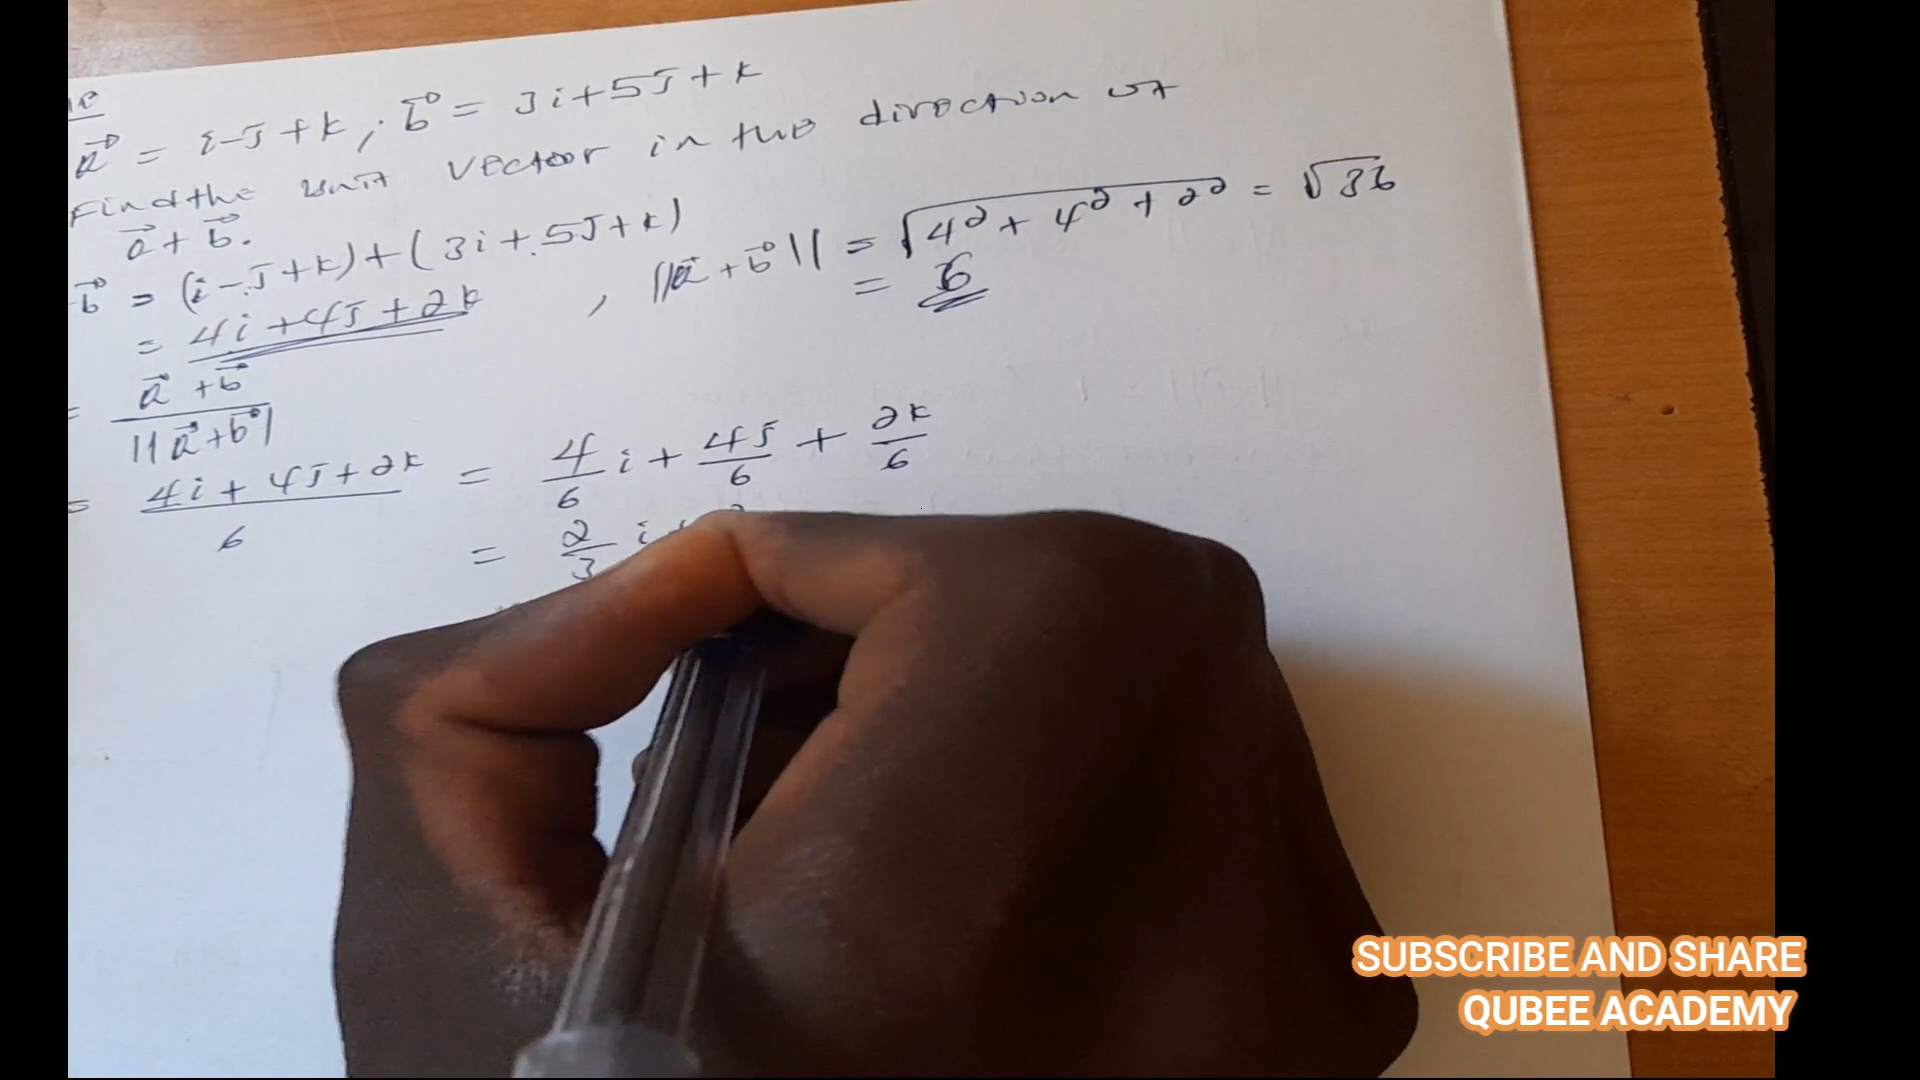 a⃗ = i-J+k, b⃗ = 3i+5J+k
Find the unit vector in the direction of
a⃗ + b⃗.
b⃗ = (i-J+k)+(3i+5J+k)
= 4i+4J+2k , ||a⃗+b⃗|| = √4²+4²+2² = √36
= 6
= a⃗+b⃗
||a⃗+b⃗|
= 4i+4J+2k / 6 = 4/6 i + 4J/6 + 2k/6
= 2/3 i +
SUBSCRIBE AND SHARE
QUBEE ACADEMY